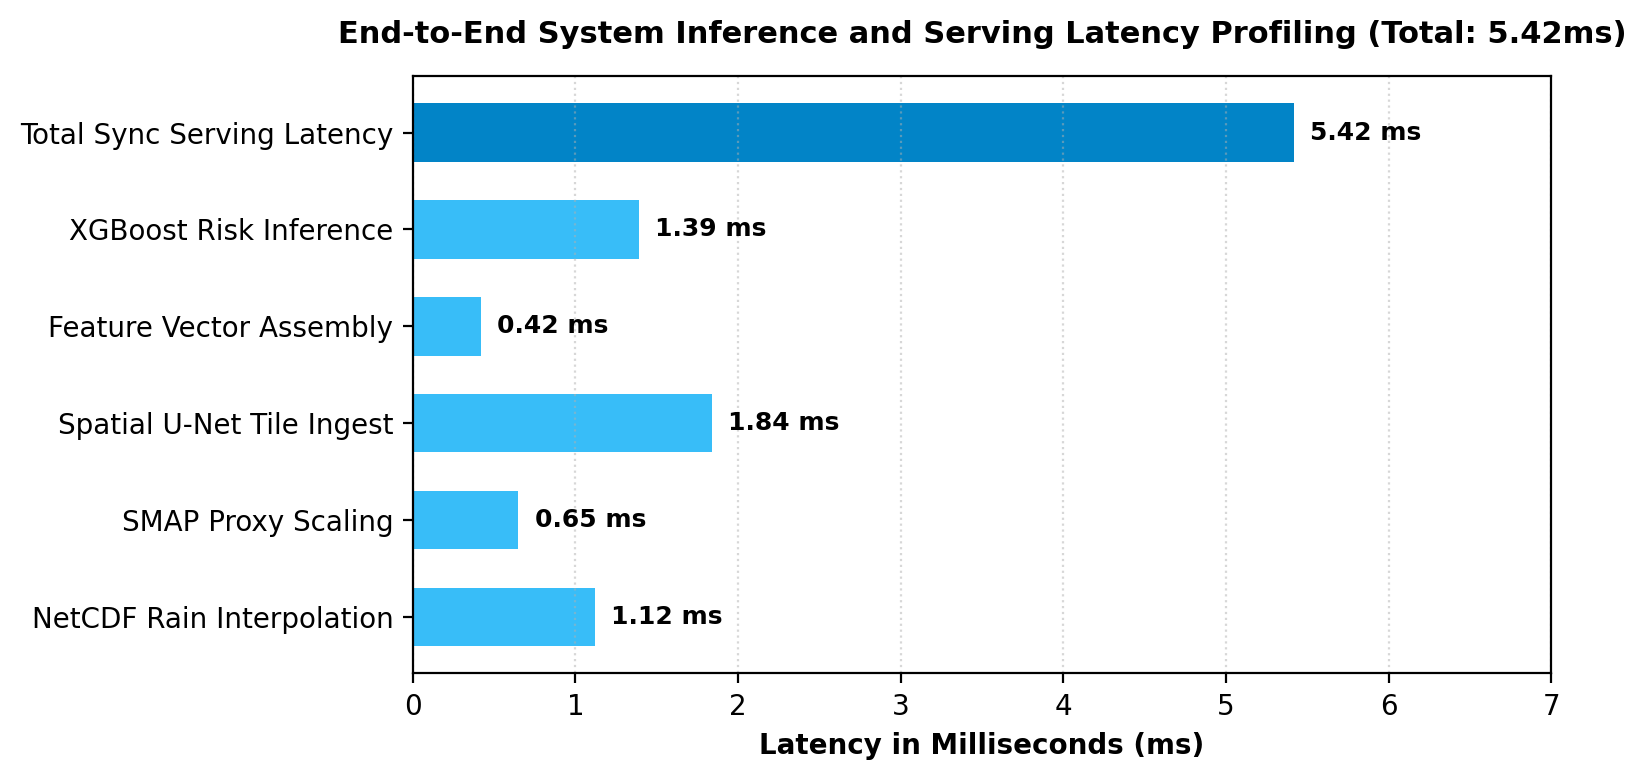 End-to-End System Inference and Serving Latency Profiling (Total: 5.42ms)
Total Sync Serving Latency 5.42 ms
XGBoost Risk Inference 1.39 ms
Feature Vector Assembly 0.42 ms
Spatial U-Net Tile Ingest 1.84 ms
SMAP Proxy Scaling 0.65 ms
NetCDF Rain Interpolation 1.12 ms
0 1 2 3 4 5 6 7
Latency in Milliseconds (ms)